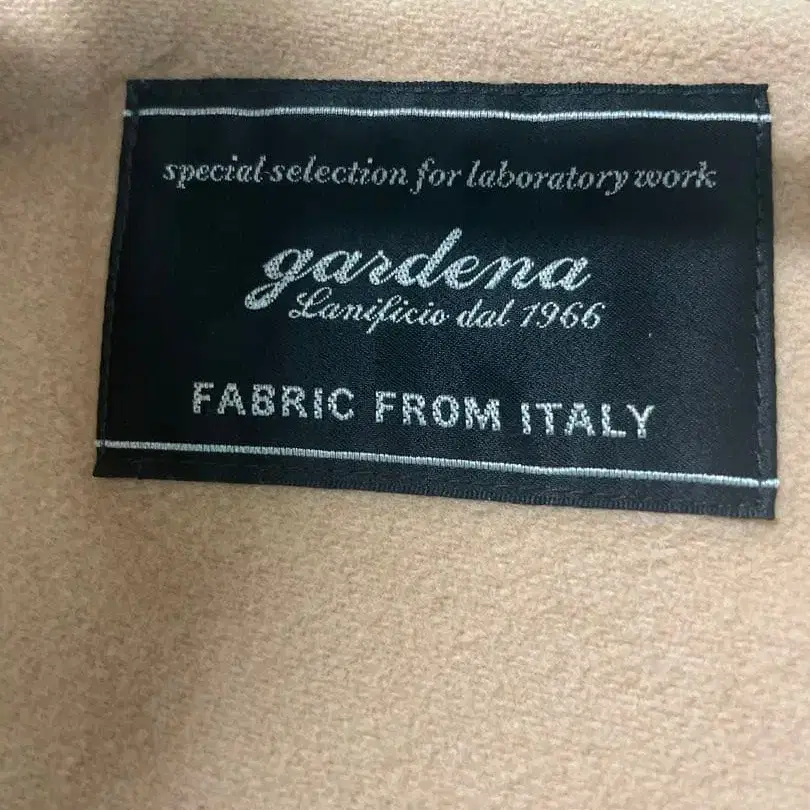 special selection for laboratory work
gardena
Lanificio dal 1966
FABRIC FROM ITALY